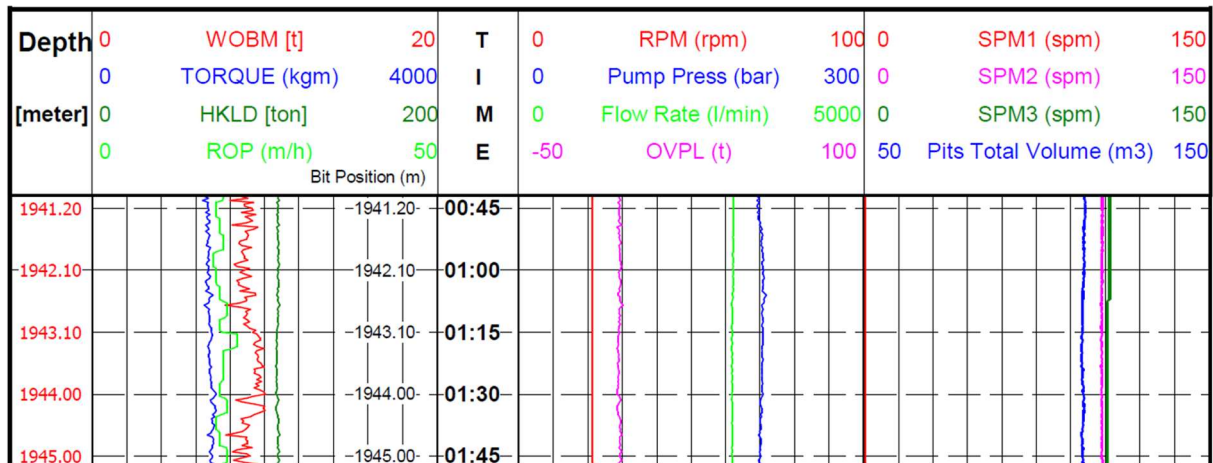 Depth 0 WOBM [t] 20 T 0 RPM (rpm) 100 0 SPM1 (spm) 150
0 TORQUE (kgm) 4000 I 0 Pump Press (bar) 300 0 SPM2 (spm) 150
[meter] 0 HKLD [ton] 200 M 0 Flow Rate (l/min) 5000 0 SPM3 (spm) 150
0 ROP (m/h) 50 E -50 OVPL (t) 100 50 Pits Total Volume (m3) 150
Bit Position (m)
1941.20 1941.20 00:45
1942.10 1942.10 01:00
1943.10 1943.10 01:15
1944.00 1944.00 01:30
1945.00 1945.00 01:45